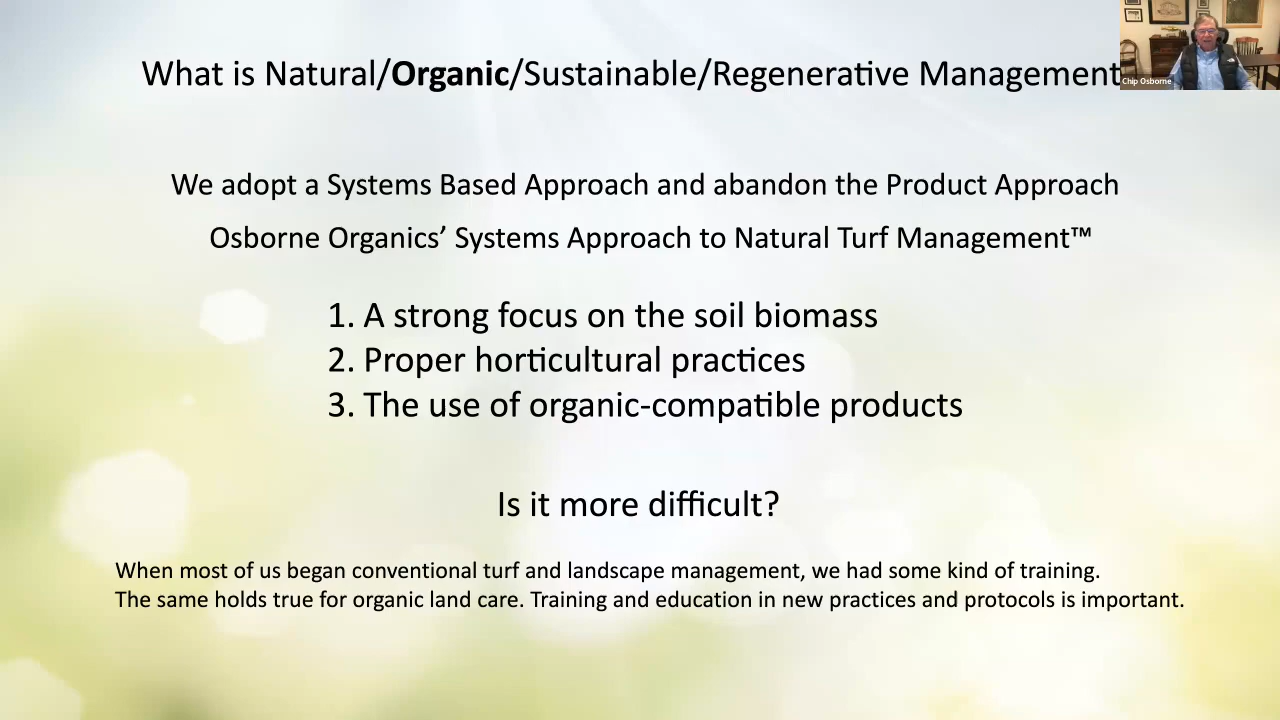 What is Natural/Organic/Sustainable/Regenerative Management
Chip Osborne
We adopt a Systems Based Approach and abandon the Product Approach
Osborne Organics’ Systems Approach to Natural Turf Management™
1. A strong focus on the soil biomass
2. Proper horticultural practices
3. The use of organic-compatible products
Is it more difficult?
When most of us began conventional turf and landscape management, we had some kind of training.
The same holds true for organic land care. Training and education in new practices and protocols is important.